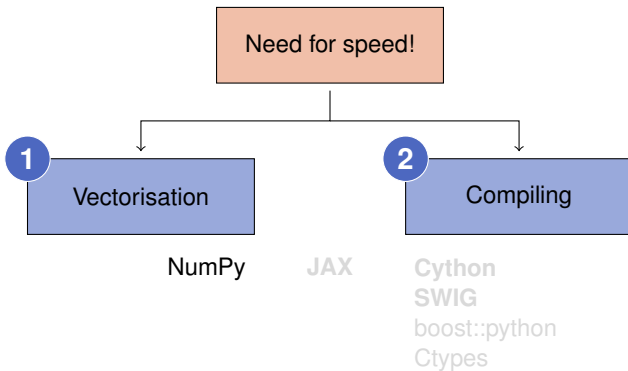 Need for speed!
1
Vectorisation
2
Compiling
NumPy
JAX
Cython
SWIG
boost::python
Ctypes